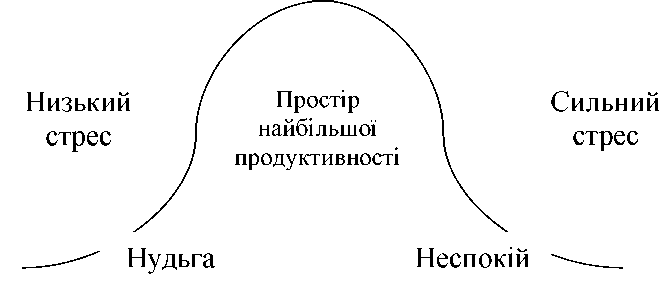 Низький
стрес
Простір
найбільшої
продуктивності
Сильний
стрес
Нудьга
Неспокій